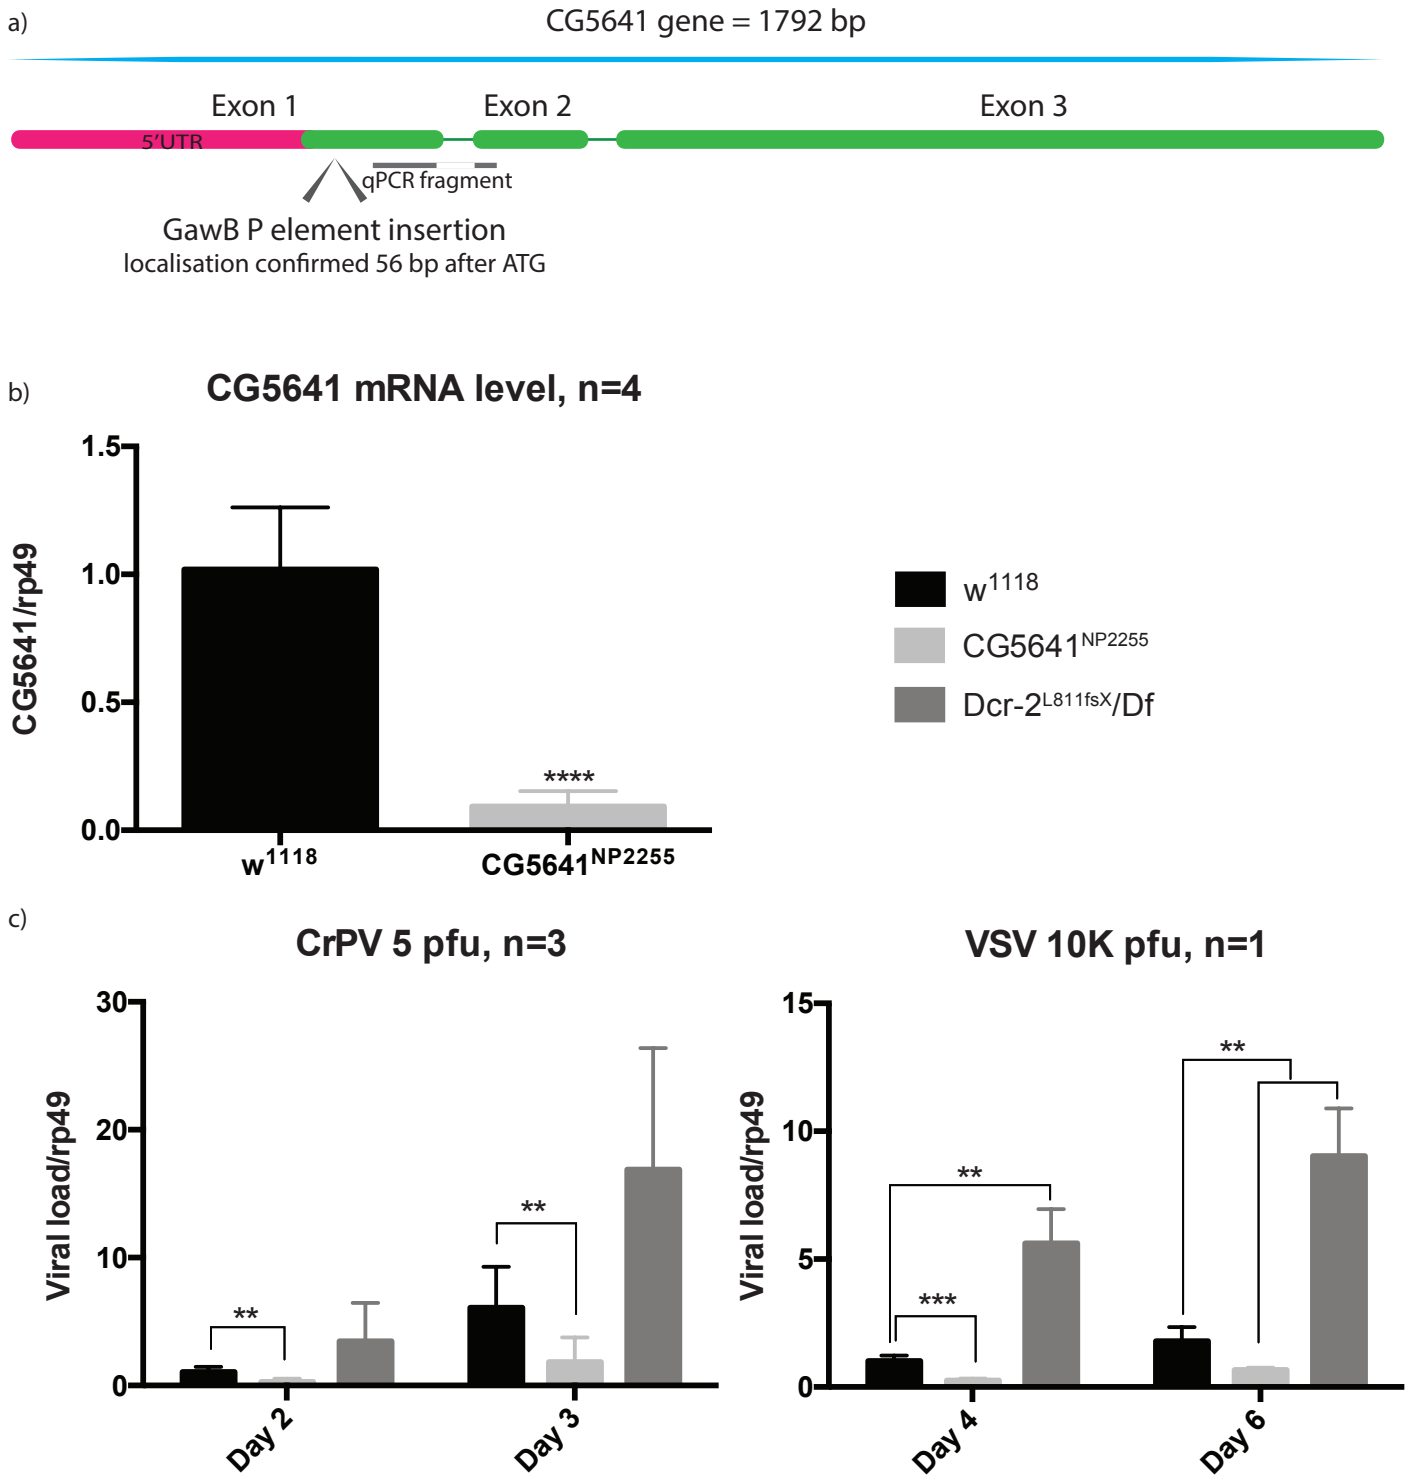 a)
CG5641 gene = 1792 bp
Exon 1 Exon 2 Exon 3
5'UTR
qPCR fragment
GawB P element insertion
localisation confirmed 56 bp after ATG
b)
CG5641 mRNA level, n=4
CG5641/rp49
1.5
1.0
0.5
0.0
****
w1118 CG5641NP2255
w1118
CG5641NP2255
Dcr-2L811fsX/Df
c)
CrPV 5 pfu, n=3
Viral load/rp49
30
20
10
0
**
**
Day 2 Day 3
VSV 10K pfu, n=1
Viral load/rp49
15
10
5
0
**
***
**
Day 4 Day 6